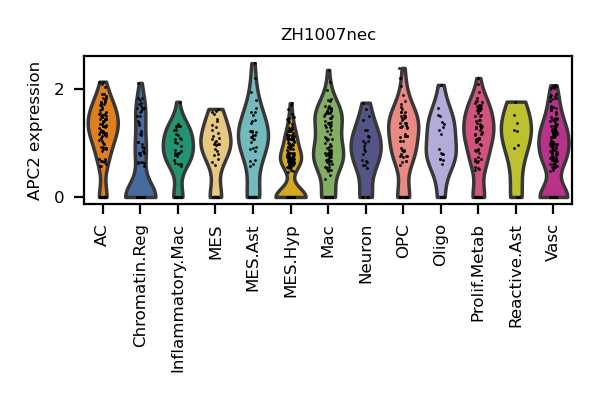 ZH1007nec
APC2 expression
2
0
AC
Chromatin.Reg
Inflammatory.Mac
MES
MES.Ast
MES.Hyp
Mac
Neuron
OPC
Oligo
Prolif.Metab
Reactive.Ast
Vasc